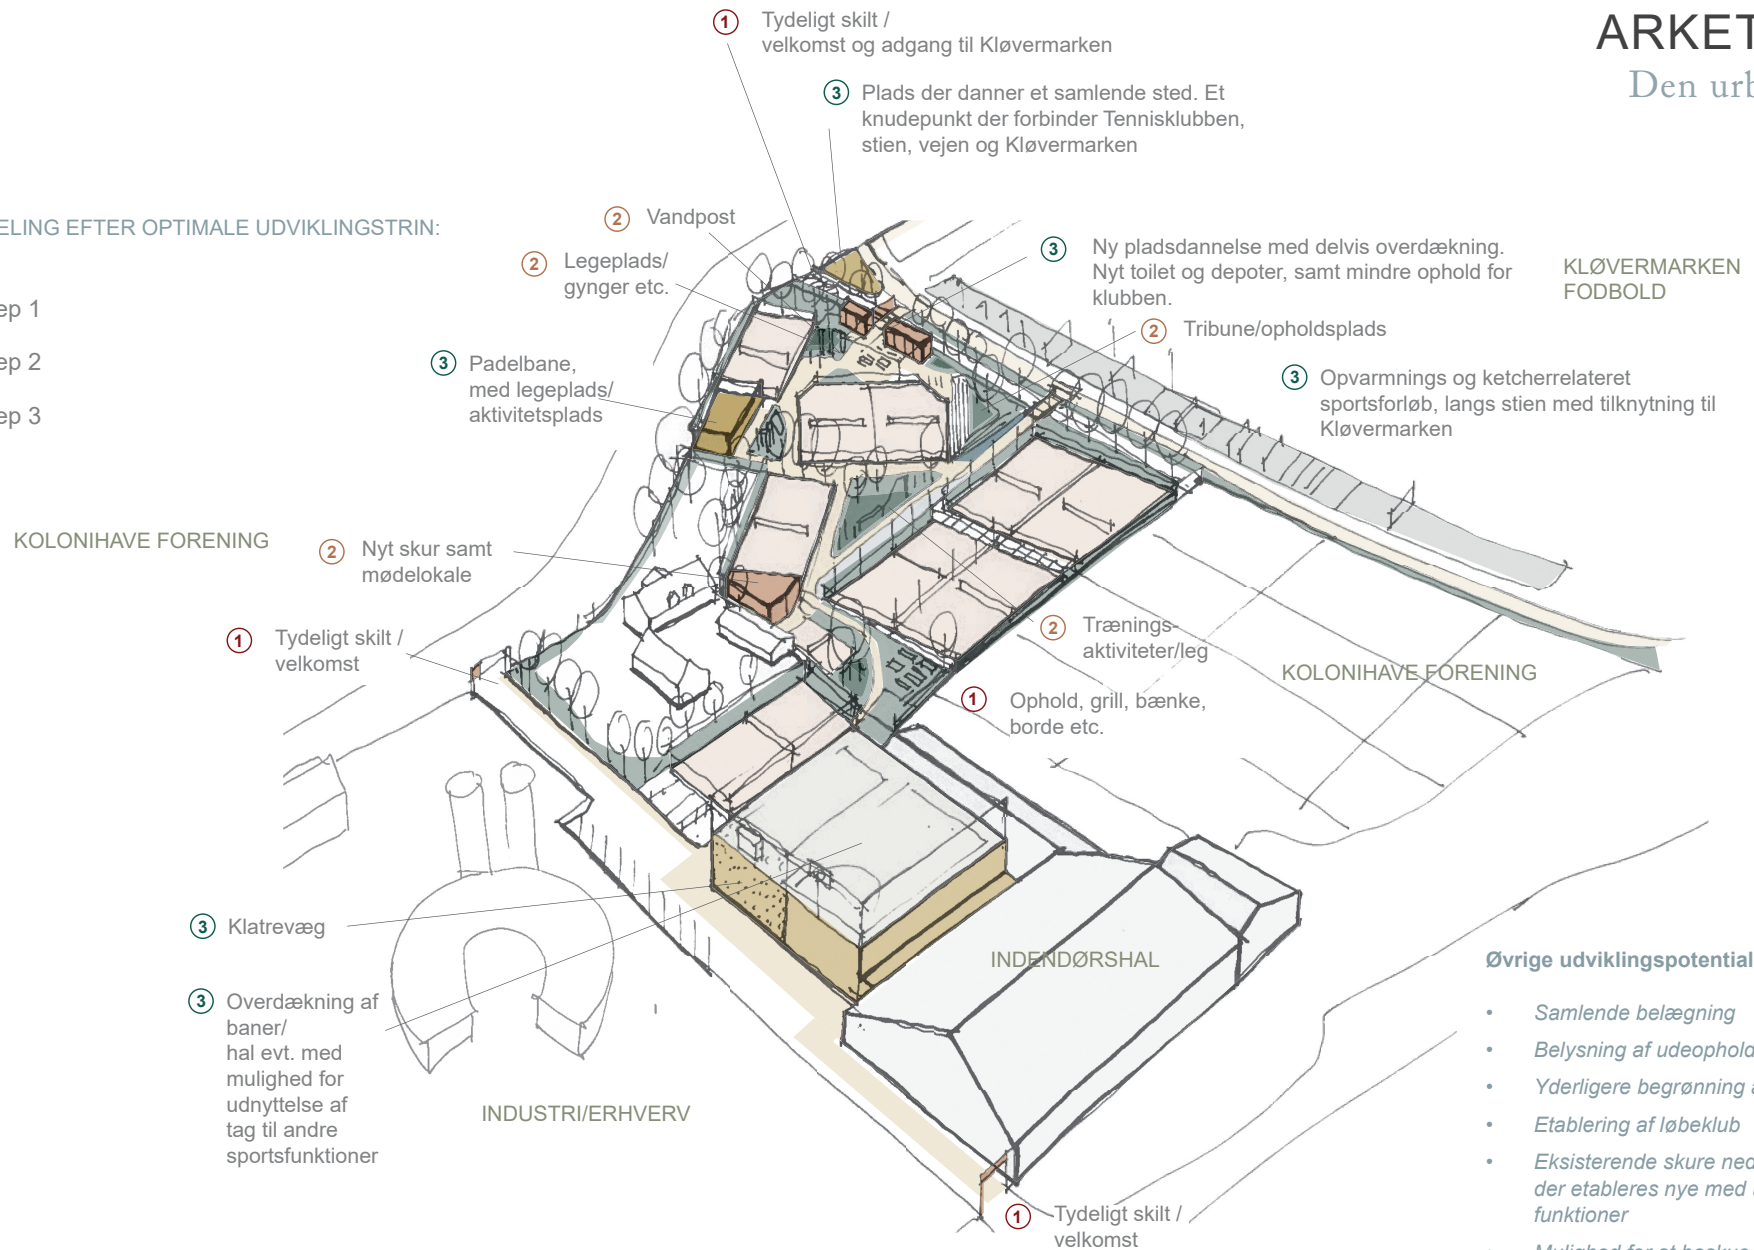 1 Tydeligt skilt /
velkomst og adgang til Kløvermarken
ARKET
Den urb
3 Plads der danner et samlende sted. Et
knudepunkt der forbinder Tennisklubben,
stien, vejen og Kløvermarken
ELING EFTER OPTIMALE UDVIKLINGSTRIN:
ep 1
ep 2
ep 3
2 Vandpost
2 Legeplads/
gynger etc.
3 Padelbane,
med legeplads/
aktivitetsplads
3 Ny pladsdannelse med delvis overdækning.
Nyt toilet og depoter, samt mindre ophold for
klubben.
KLØVERMARKEN
FODBOLD
2 Tribune/opholdsplads
3 Opvarmnings og ketcherrelateret
sportsforløb, langs stien med tilknytning til
Kløvermarken
KOLONIHAVE FORENING
2 Nyt skur samt
mødelokale
1 Tydeligt skilt /
velkomst
2 Trænings-
aktiviteter/leg
KOLONIHAVE FORENING
1 Ophold, grill, bænke,
borde etc.
3 Klatrevæg
INDENDØRSHAL
3 Overdækning af
baner/
hal evt. med
mulighed for
udnyttelse af
tag til andre
sportsfunktioner
INDUSTRI/ERHVERV
1 Tydeligt skilt /
velkomst
Øvrige udviklingspotential
• Samlende belægning
• Belysning af udeophold
• Yderligere begrønning a
• Etablering af løbeklub
• Eksisterende skure ned
der etableres nye med
funktioner